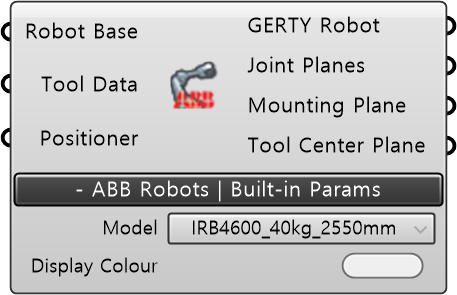 Robot Base
Tool Data
Positioner
ABB
GERTY Robot
Joint Planes
Mounting Plane
Tool Center Plane
- ABB Robots | Built-in Params
Model IRB4600_40kg_2550mm
Display Colour